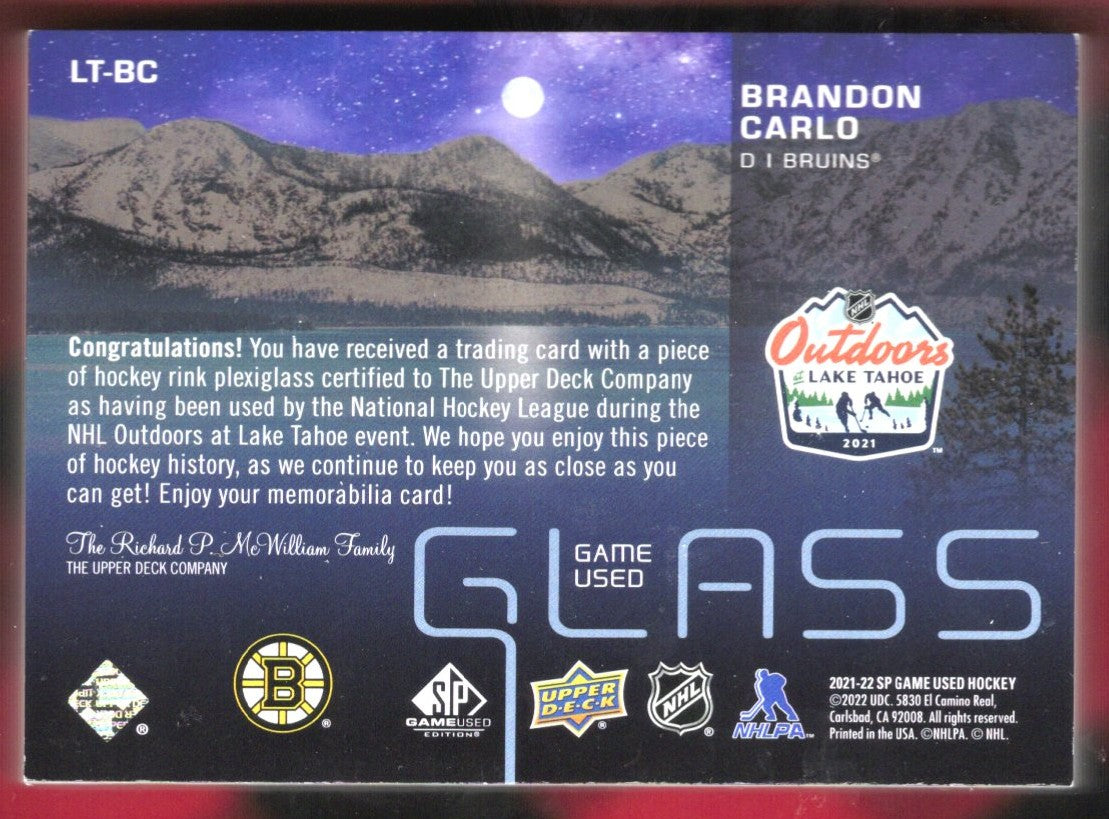 LT-BC
BRANDON
CARLO
D I BRUINS®
NHL
Outdoors
AT LAKE TAHOE
2021
™
Congratulations! You have received a trading card with a piece
of hockey rink plexiglass certified to The Upper Deck Company
as having been used by the National Hockey League during the
NHL Outdoors at Lake Tahoe event. We hope you enjoy this piece
of hockey history, as we continue to keep you as close as you
can get! Enjoy your memorabilia card!
The Richard P. McWilliam Family
THE UPPER DECK COMPANY
GAME
USED
GLASS
®
B
®
SP
GAMEUSED
EDITION®
UPPER
D·E·C·K
®
NHL
®
NHLPA™
2021-22 SP GAME USED HOCKEY
©2022 UDC. 5830 El Camino Real,
Carlsbad, CA 92008. All rights reserved.
Printed in the USA. ©NHLPA. © NHL.